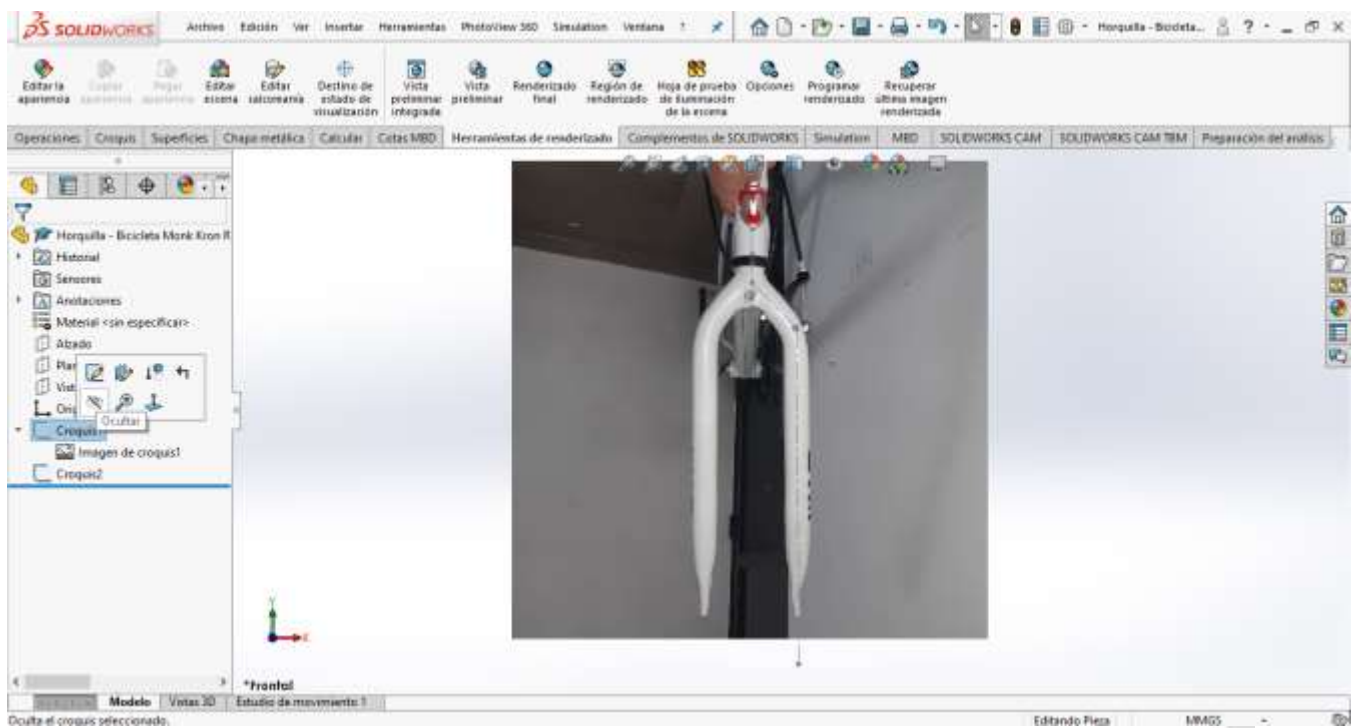 SOLIDWORKS Archivo Edición Ver Insertar Herramientas PhotoView 360 Simulation Ventana ? Horquilla - Bicicleta...
Editar la apariencia
Copiar apariencia
Pegar apariencia
Editar escena
Editar calcomanía
Destino de estado de visualización
Vista preliminar integrada
Vista preliminar
Renderizado final
Región de renderizado
Hoja de prueba de iluminación de la escena
Opciones
Programar renderizado
Recuperar última imagen renderizada
Operaciones Croquis Superficies Chapa metálica Calcular Cotas MBD Herramientas de renderizado Complementos de SOLIDWORKS Simulation MBD SOLIDWORKS CAM SOLIDWORKS CAM TBM Preparación del análisis
Horquilla - Bicicleta Monk Kron R
Historial
Sensores
Anotaciones
Material <sin especificar>
Alzado
Plan
Vist
Orig
Ocultar
Croquis1
Imagen de croquis1
Croquis2
Y
X
*Frontal
Modelo Vistas 3D Estudio de movimiento 1
Oculta el croquis seleccionado. Editando Pieza MMGS